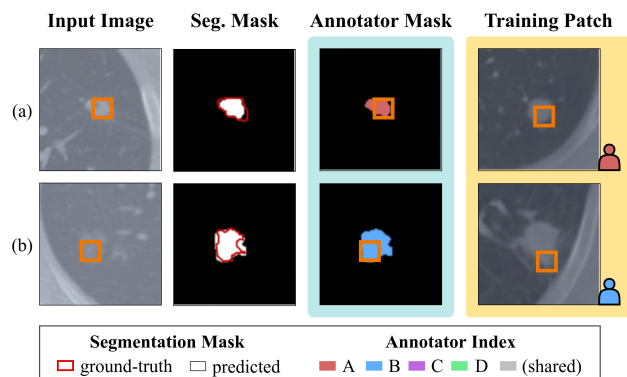 Input Image Seg. Mask Annotator Mask Training Patch
(a)
(b)
Segmentation Mask Annotator Index
ground-truth predicted A B C D (shared)